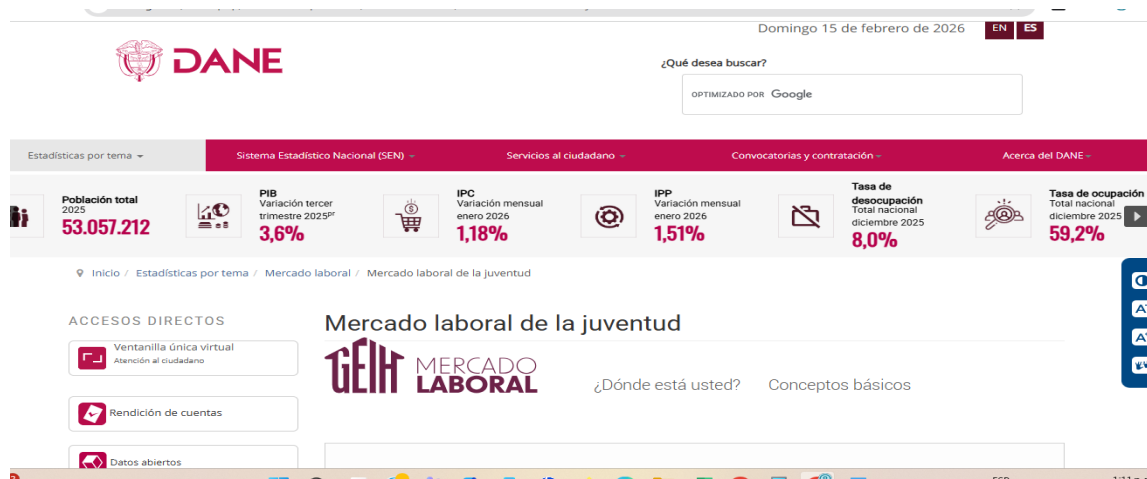 Domingo 15 de febrero de 2026
EN ES
DANE
¿Qué desea buscar?
OPTIMIZADO POR Google
Estadísticas por tema
Sistema Estadístico Nacional (SEN)
Servicios al ciudadano
Convocatorias y contratación
Acerca del DANE
Población total
2025
53.057.212
PIB
Variación tercer
trimestre 2025pr
3,6%
IPC
Variación mensual
enero 2026
1,18%
IPP
Variación mensual
enero 2026
1,51%
Tasa de
desocupación
Total nacional
diciembre 2025
8,0%
Tasa de ocupación
Total nacional
diciembre 2025
59,2%
Inicio / Estadísticas por tema / Mercado laboral / Mercado laboral de la juventud
ACCESOS DIRECTOS
Ventanilla única virtual
Atención al ciudadano
Rendición de cuentas
Datos abiertos
Mercado laboral de la juventud
GEIH MERCADO
LABORAL
¿Dónde está usted?
Conceptos básicos